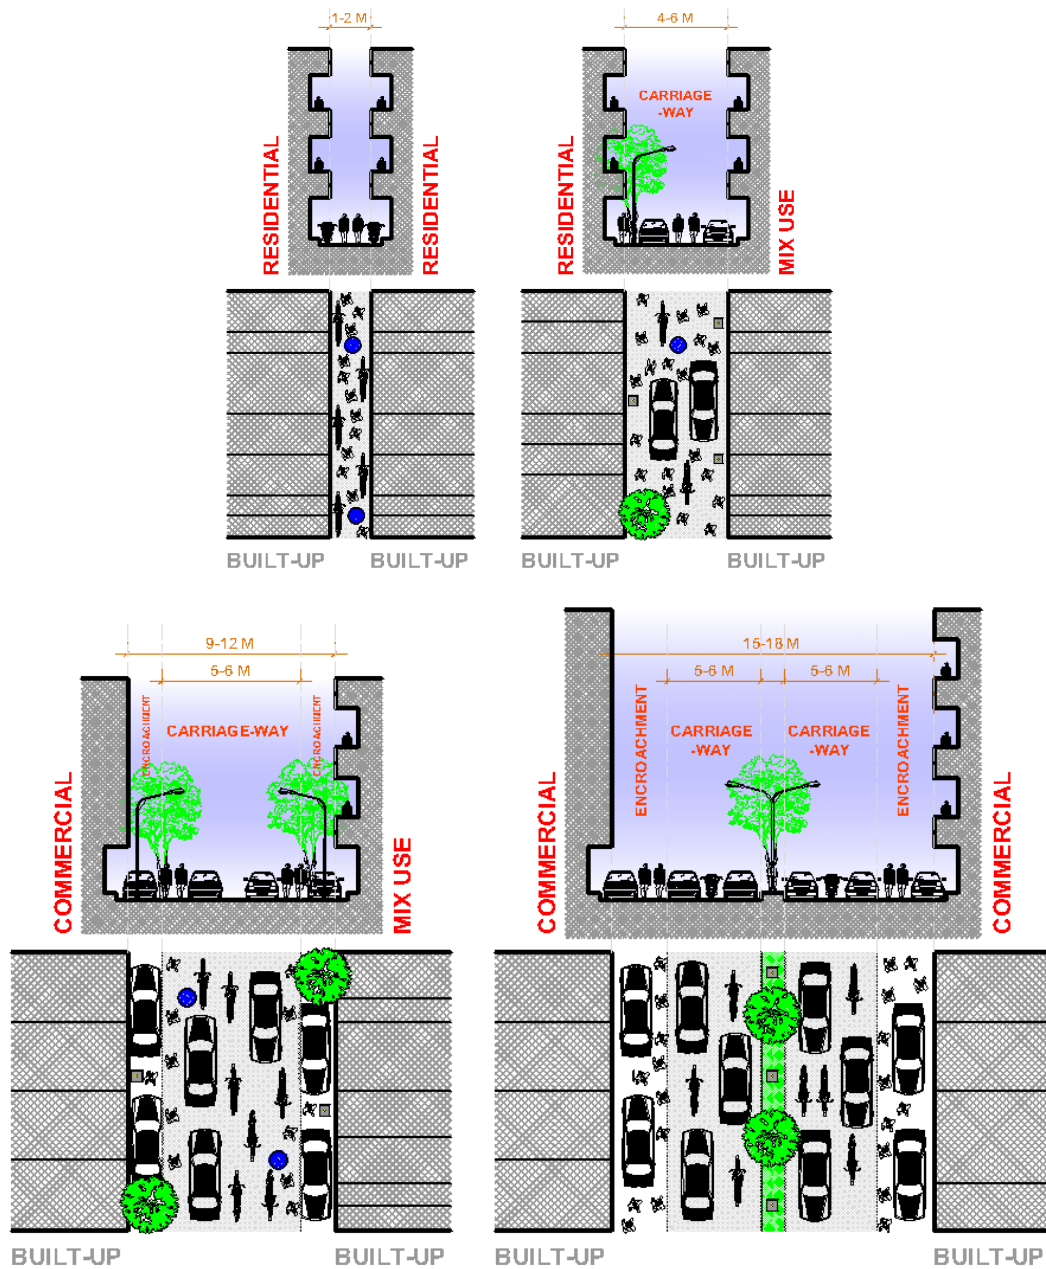 1-2 M
RESIDENTIAL
RESIDENTIAL
BUILT-UP
BUILT-UP
4-6 M
CARRIAGE
-WAY
RESIDENTIAL
MIX USE
BUILT-UP
BUILT-UP
9-12 M
5-6 M
ENCROACHMENT
CARRIAGE-WAY
ENCROACHMENT
COMMERCIAL
MIX USE
BUILT-UP
BUILT-UP
15-18 M
5-6 M
5-6 M
ENCROACHMENT
CARRIAGE
-WAY
CARRIAGE
-WAY
ENCROACHMENT
COMMERCIAL
COMMERCIAL
BUILT-UP
BUILT-UP